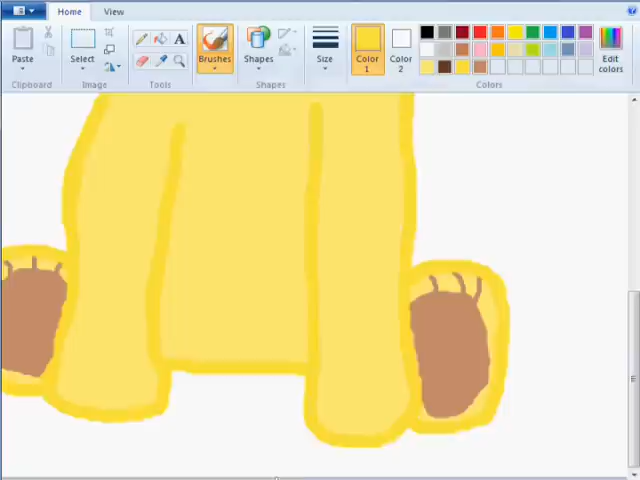 Home View
Paste Select Brushes Shapes Size Color 1 Color 2 Edit colors
A
Clipboard Image Tools Shapes Colors